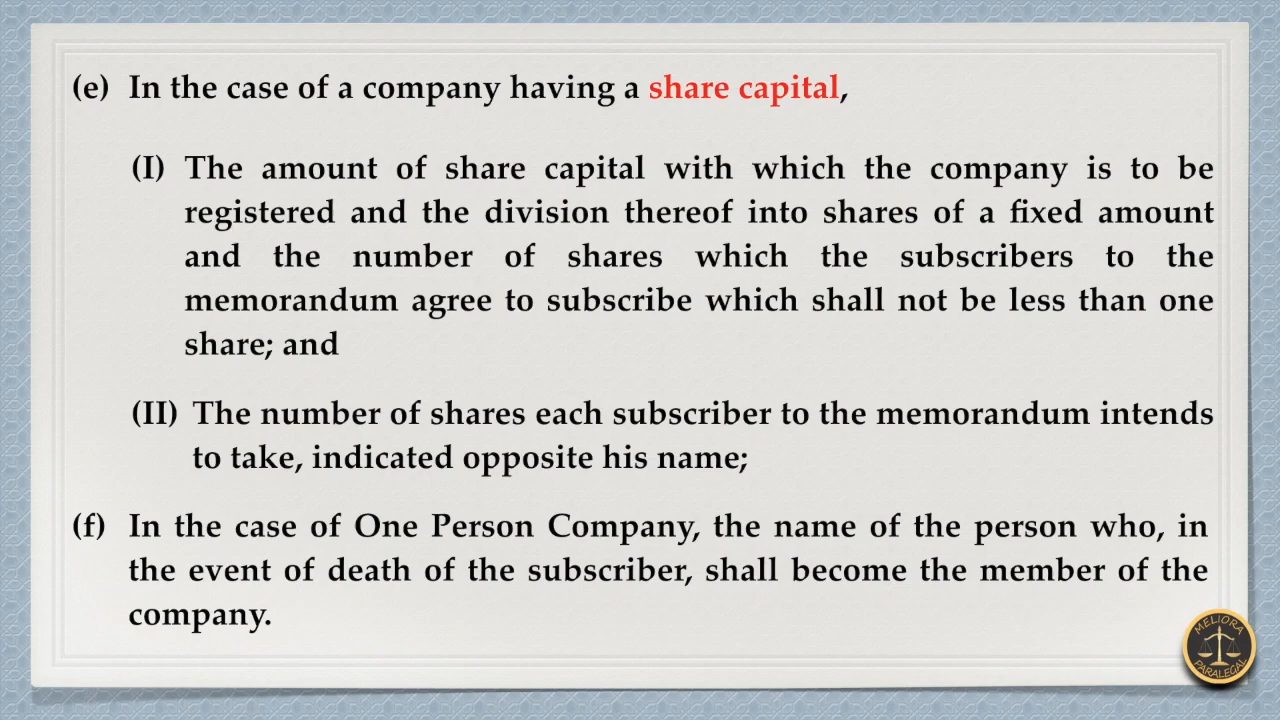 (e) In the case of a company having a share capital,
(I) The amount of share capital with which the company is to be
registered and the division thereof into shares of a fixed amount
and the number of shares which the subscribers to the
memorandum agree to subscribe which shall not be less than one
share; and
(II) The number of shares each subscriber to the memorandum intends
to take, indicated opposite his name;
(f) In the case of One Person Company, the name of the person who, in
the event of death of the subscriber, shall become the member of the
company.
MELIORA
PARALEGAL